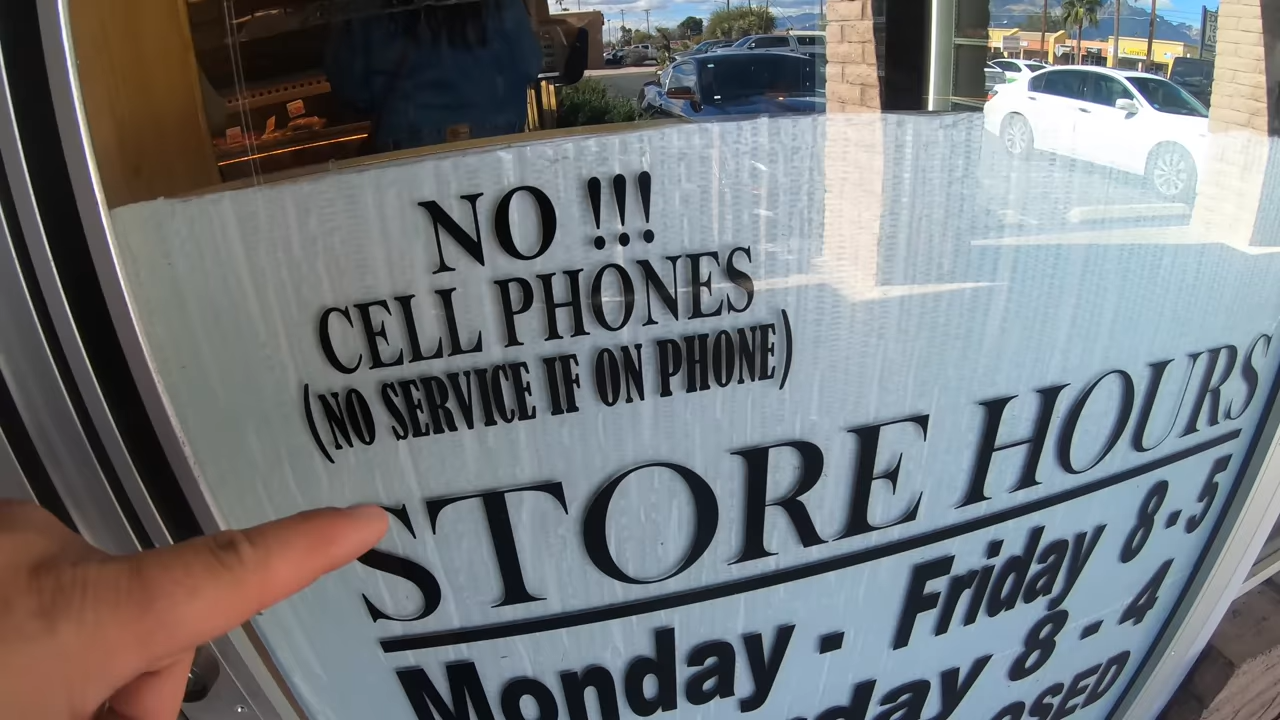 NO !!!
CELL PHONES
(NO SERVICE IF ON PHONE)
STORE HOURS
Monday - Friday 8-5
8-4